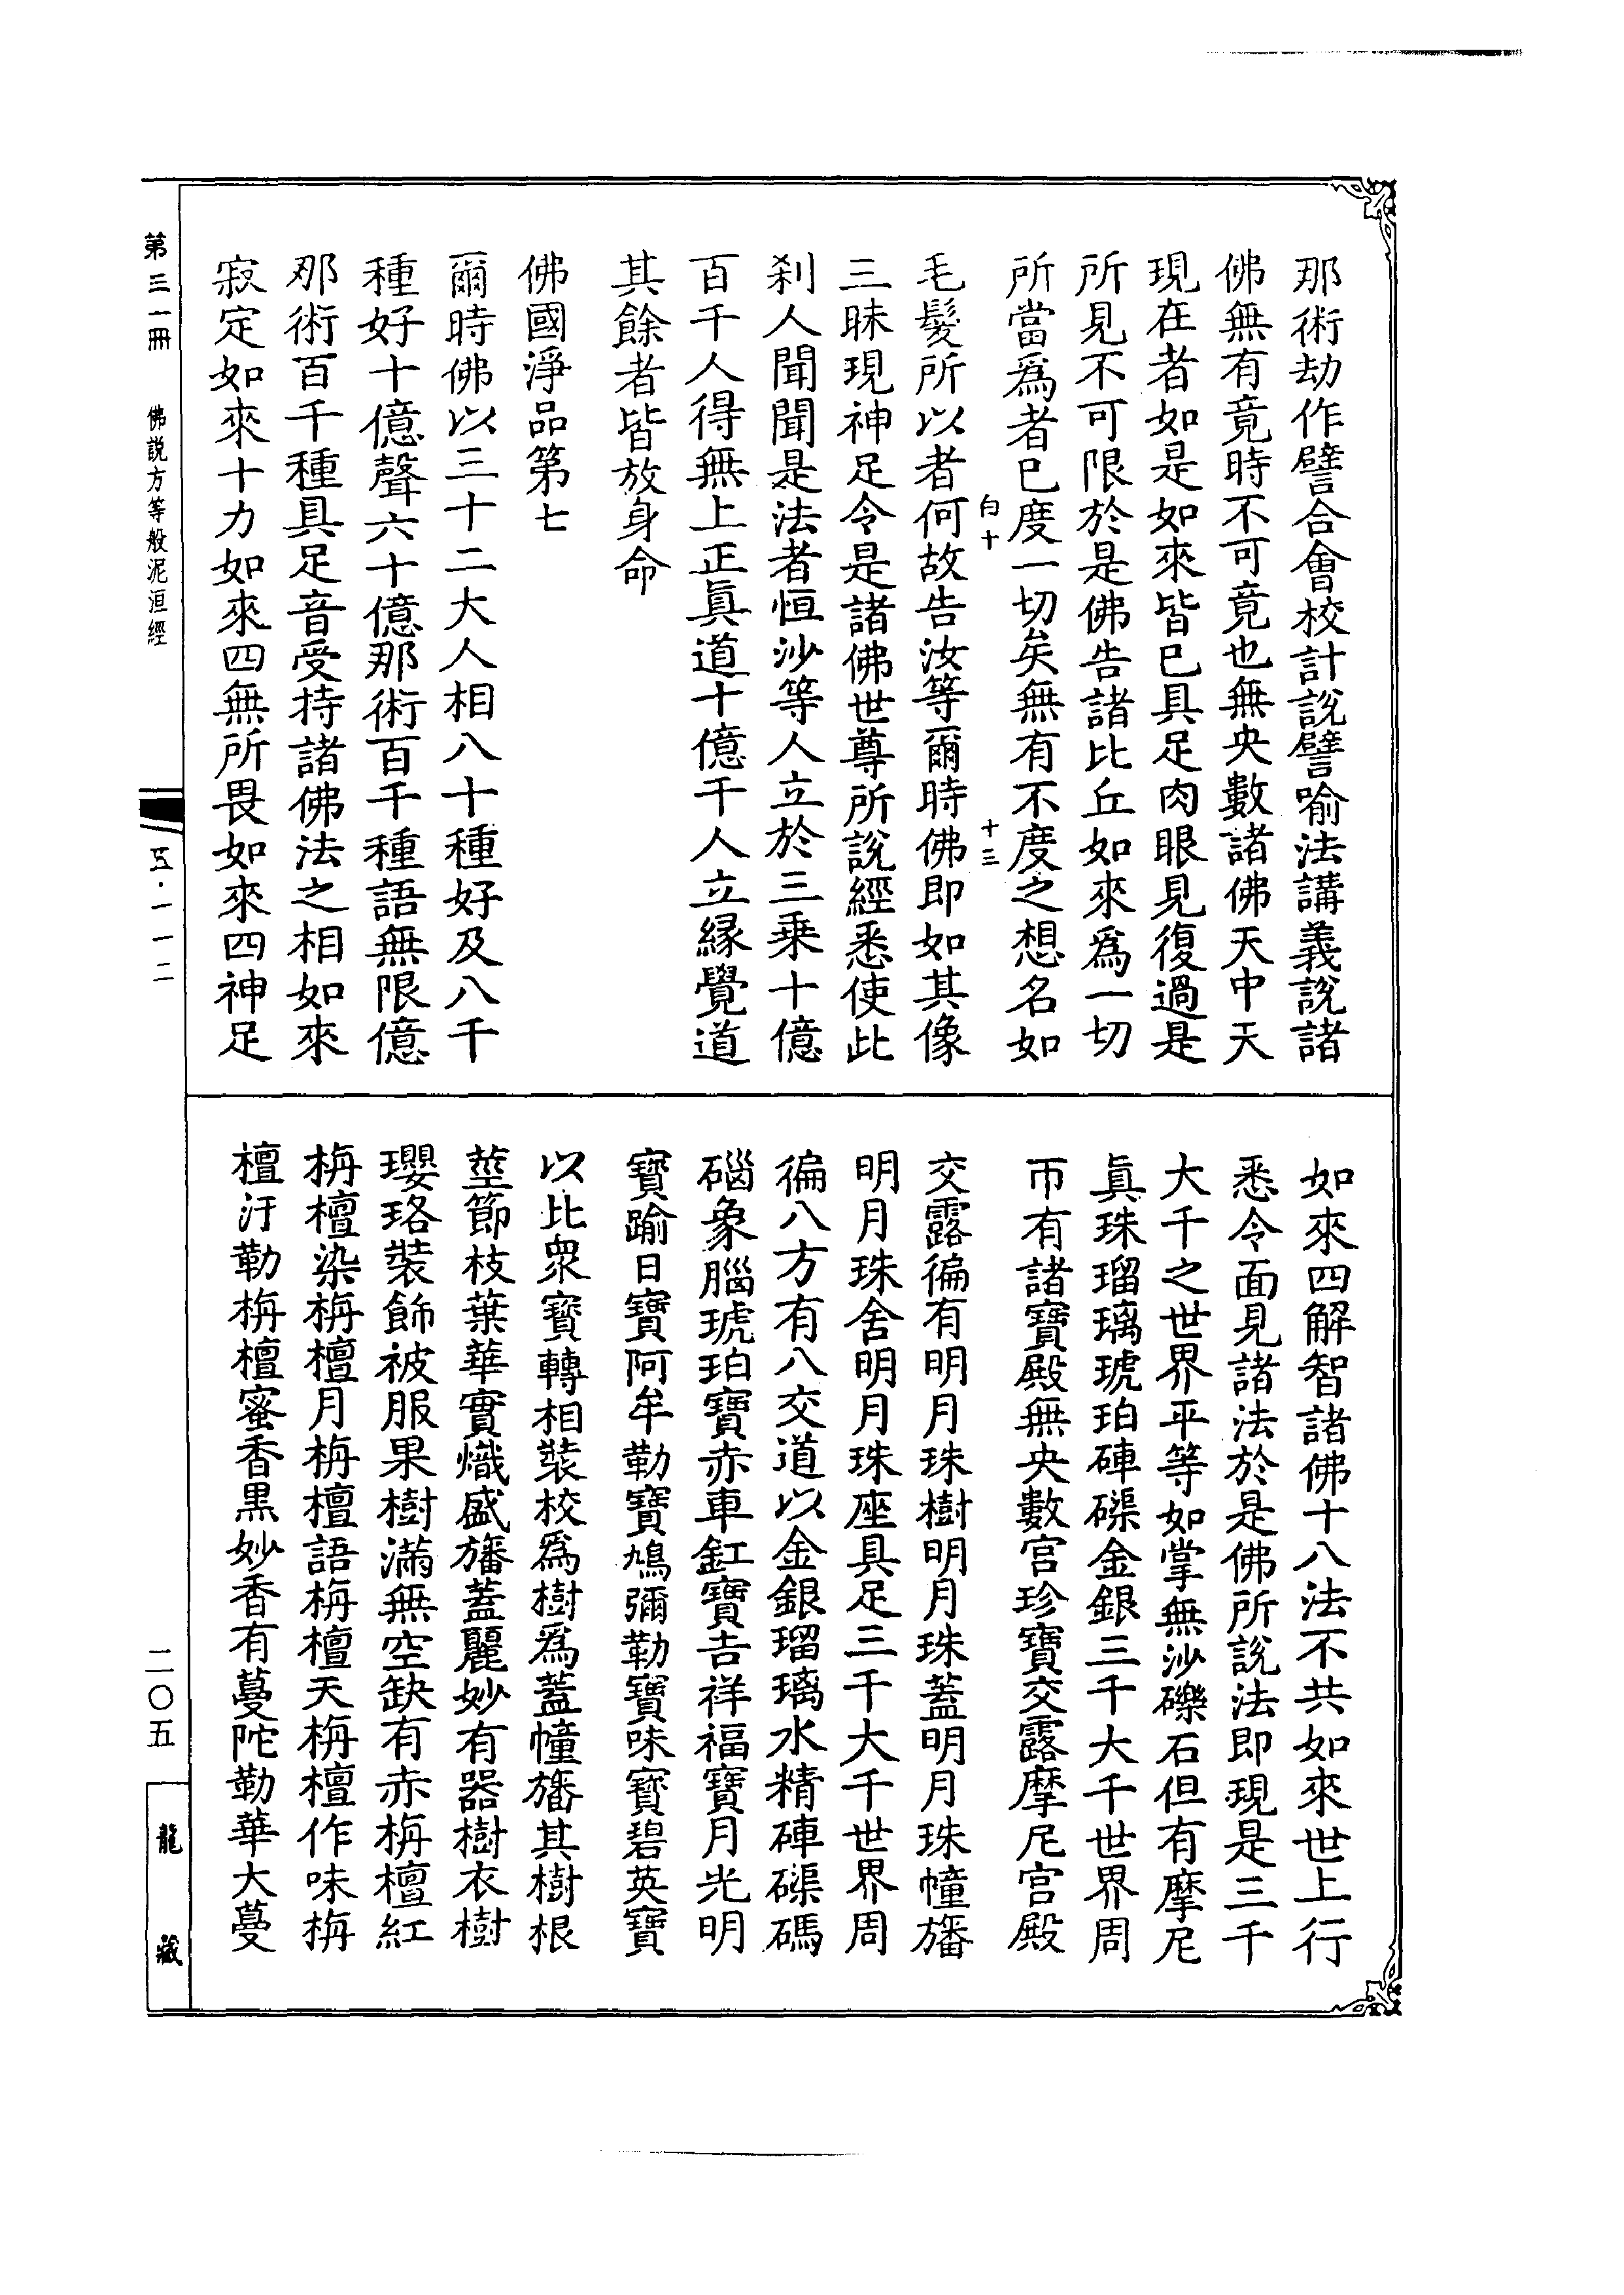 那術劫作譬合會校計說譬喻法講義說諸
佛無有竟時不可竟也無央數諸佛天中天
現在者如是如來皆巳具足肉眼見復過是
所見不可限於是佛告諸比丘如來爲一切
所當爲者巳度一切矣無有不度之想名如
白十 十三
毛髮所以者何故告汝等爾時佛即如其像
三昧現神足令是諸佛世尊所說經悉使此
刹人聞聞是法者恒沙等人立於三乘十億
百千人得無上正眞道十億千人立緣覺道
其餘者皆放身命
佛國淨品第七
爾時佛以三十二大人相八十種好及八千
種好十億聲六十億那術百千種語無限億
那術百千種具足音受持諸佛法之相如來
寂定如來十力如來四無所畏如來四神足
如來四解智諸佛十八法不共如來世上行
悉令面見諸法於是佛所說法即現是三千
大千之世界平等如掌無沙礫石但有摩尼
眞珠瑠璃琥珀硨磲金銀三千大千世界周
帀有諸寶殿無央數宮珍寶交露摩尼宮殿
交露徧有明月珠樹明月珠蓋明月珠幢旛
明月珠舍明月珠座具足三千大千世界周
徧八方有八交道以金銀瑠璃水精硨磲碼
碯象腦琥珀寶赤車釭寶吉祥福寶月光明
寶踰日寶阿牟勒寶鳩彌勒寶味寶碧英寶
以比衆寶轉相裝校爲樹爲蓋幢旛其樹根
莖節枝葉華實熾盛旛蓋麗妙有器樹衣樹
瓔珞裝飾被服果樹滿無空缺有赤栴檀紅
栴檀染栴檀月栴檀語栴檀天栴檀作味栴
檀汙勒栴檀蜜香黑妙香有蔓陀勒華大蔓
第三一冊 佛説方等般泥洹經
五·一一二
二〇五
龍藏